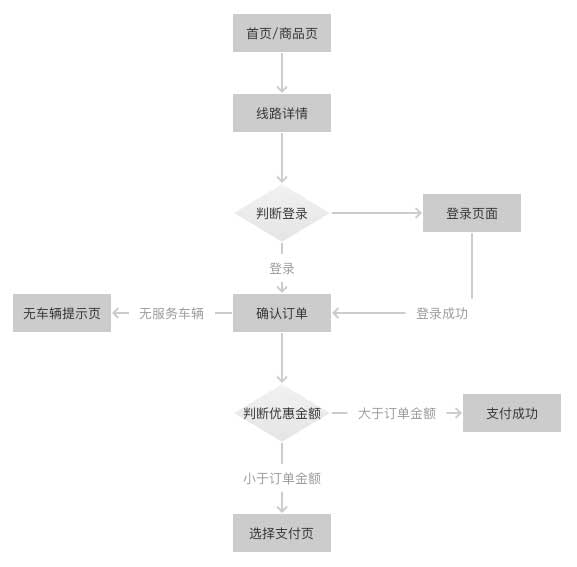 首页/商品页
线路详情
判断登录
登录页面
登录
无车辆提示页
无服务车辆
确认订单
登录成功
判断优惠金额
大于订单金额
支付成功
小于订单金额
选择支付页